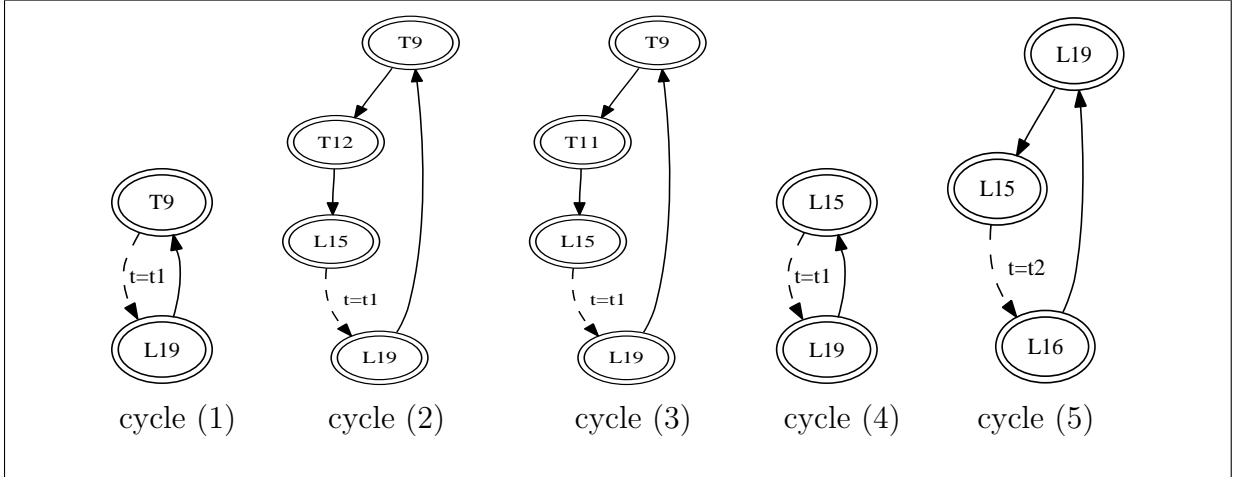 T9
t=t1
L19
cycle (1)
T9
T12
L15
t=t1
L19
cycle (2)
T9
T11
L15
t=t1
L19
cycle (3)
L15
t=t1
L19
cycle (4)
L19
L15
t=t2
L16
cycle (5)